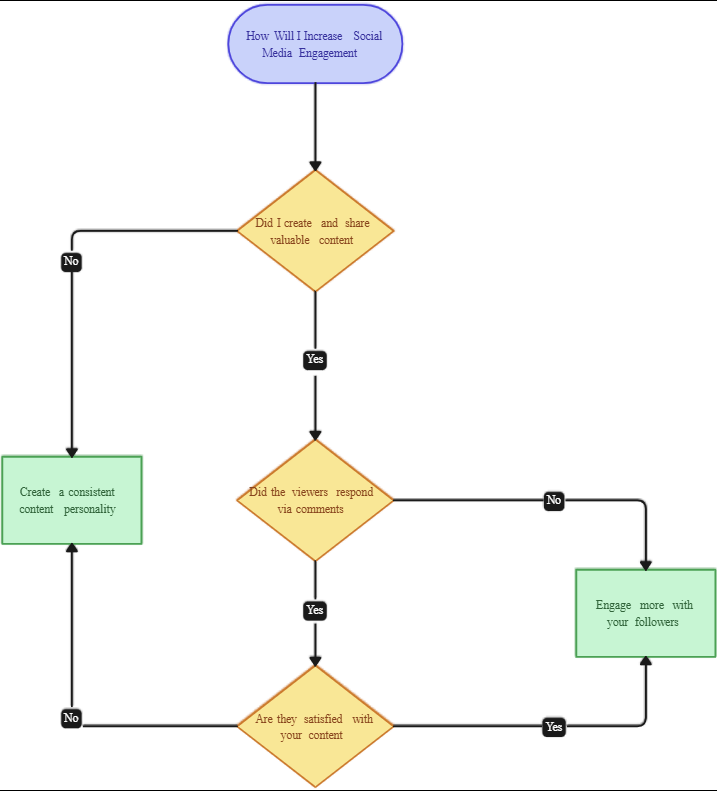 How Will I Increase Social
Media Engagement
Did I create and share
valuable content
No
Yes
Create a consistent
content personality
Did the viewers respond
via comments
No
Engage more with
your followers
Yes
Are they satisfied with
your content
No
Yes